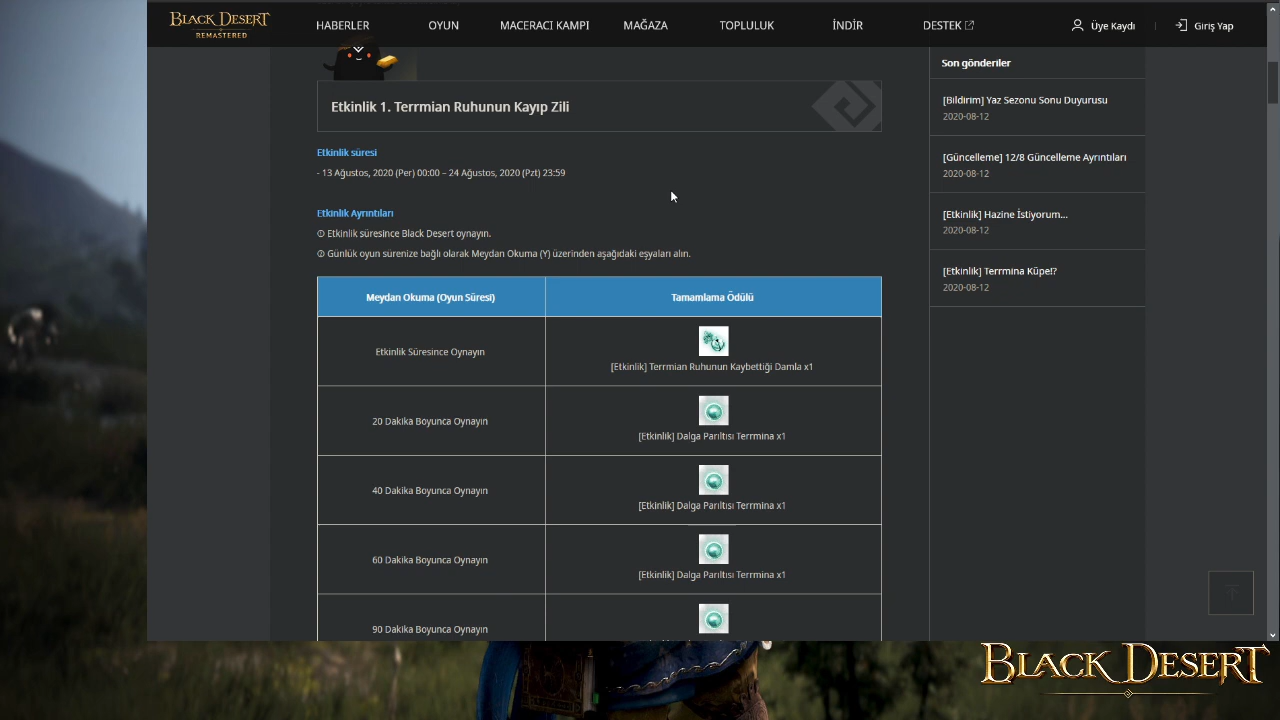 BLACK DESERT
REMASTERED
HABERLER
OYUN
MACERACI KAMPI
MAĞAZA
TOPLULUK
İNDİR
DESTEK
Üye Kaydı
Giriş Yap
Etkinlik 1. Terrmian Ruhunun Kayıp Zili
Etkinlik süresi
- 13 Ağustos, 2020 (Per) 00:00 – 24 Ağustos, 2020 (Pzt) 23:59
Etkinlik Ayrıntıları
① Etkinlik süresince Black Desert oynayın.
② Günlük oyun sürenize bağlı olarak Meydan Okuma (Y) üzerinden aşağıdaki eşyaları alın.
Meydan Okuma (Oyun Süresi)
Tamamlama Ödülü
Etkinlik Süresince Oynayın
[Etkinlik] Terrmian Ruhunun Kaybettiği Damla x1
20 Dakika Boyunca Oynayın
[Etkinlik] Dalga Parıltısı Terrmina x1
40 Dakika Boyunca Oynayın
[Etkinlik] Dalga Parıltısı Terrmina x1
60 Dakika Boyunca Oynayın
[Etkinlik] Dalga Parıltısı Terrmina x1
90 Dakika Boyunca Oynayın
Son gönderiler
[Bildirim] Yaz Sezonu Sonu Duyurusu
2020-08-12
[Güncelleme] 12/8 Güncelleme Ayrıntıları
2020-08-12
[Etkinlik] Hazine İstiyorum...
2020-08-12
[Etkinlik] Terrmina Küpe!?
2020-08-12
BLACK DESERT